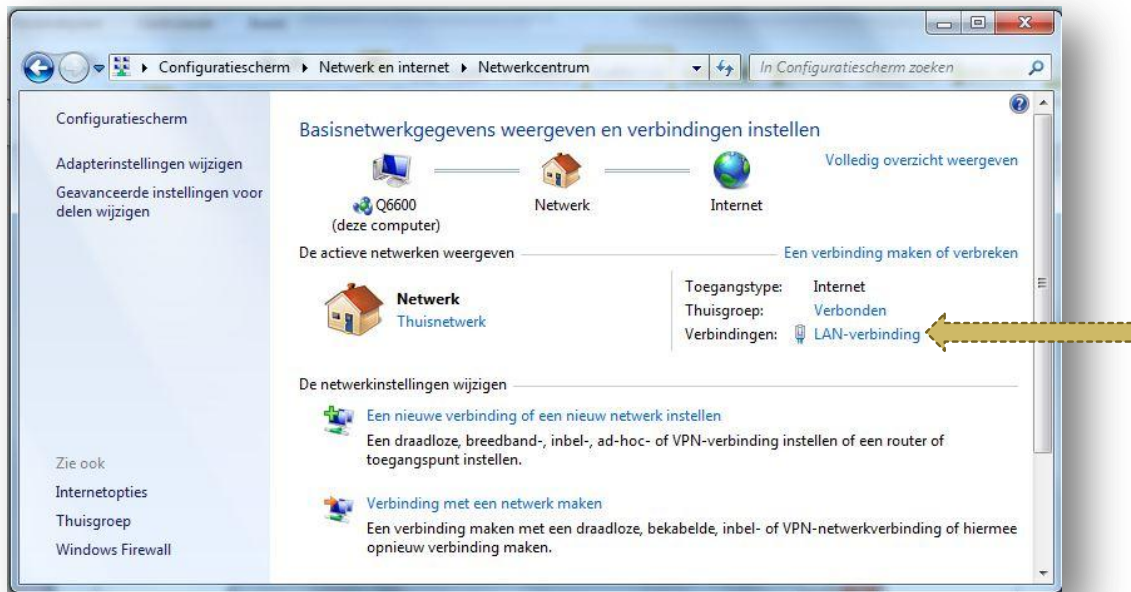 Configuratiescherm ▸ Netwerk en internet ▸ Netwerkcentrum
In Configuratiescherm zoeken
Configuratiescherm
Adapterinstellingen wijzigen
Geavanceerde instellingen voor
delen wijzigen
Zie ook
Internetopties
Thuisgroep
Windows Firewall
Basisnetwerkgegevens weergeven en verbindingen instellen
Volledig overzicht weergeven
Q6600
(deze computer)
Netwerk
Internet
De actieve netwerken weergeven
Een verbinding maken of verbreken
Netwerk
Thuisnetwerk
Toegangstype: Internet
Thuisgroep: Verbonden
Verbindingen: LAN-verbinding
De netwerkinstellingen wijzigen
Een nieuwe verbinding of een nieuw netwerk instellen
Een draadloze, breedband-, inbel-, ad-hoc- of VPN-verbinding instellen of een router of
toegangspunt instellen.
Verbinding met een netwerk maken
Een verbinding maken met een draadloze, bekabelde, inbel- of VPN-netwerkverbinding of hiermee
opnieuw verbinding maken.